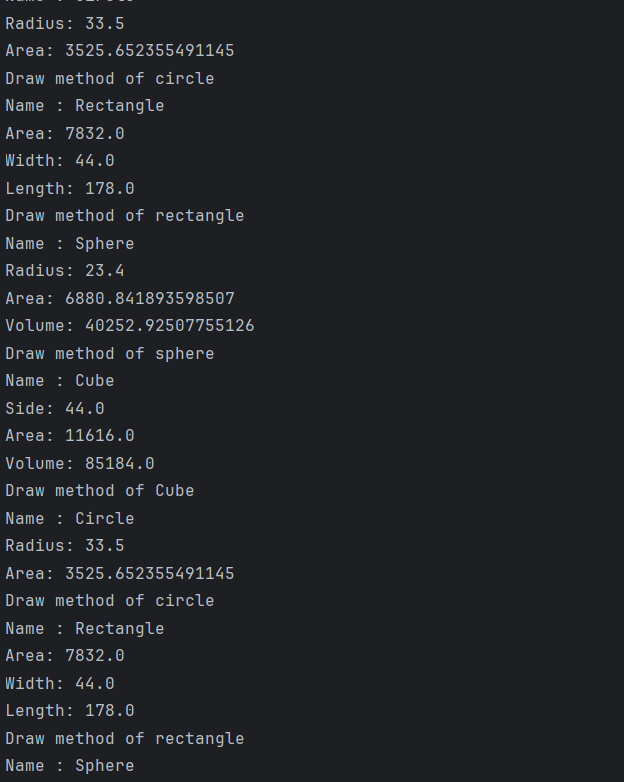 Name : Circle
Radius: 33.5
Area: 3525.652355491145
Draw method of circle
Name : Rectangle
Area: 7832.0
Width: 44.0
Length: 178.0
Draw method of rectangle
Name : Sphere
Radius: 23.4
Area: 6880.841893598507
Volume: 40252.92507755126
Draw method of sphere
Name : Cube
Side: 44.0
Area: 11616.0
Volume: 85184.0
Draw method of Cube
Name : Circle
Radius: 33.5
Area: 3525.652355491145
Draw method of circle
Name : Rectangle
Area: 7832.0
Width: 44.0
Length: 178.0
Draw method of rectangle
Name : Sphere